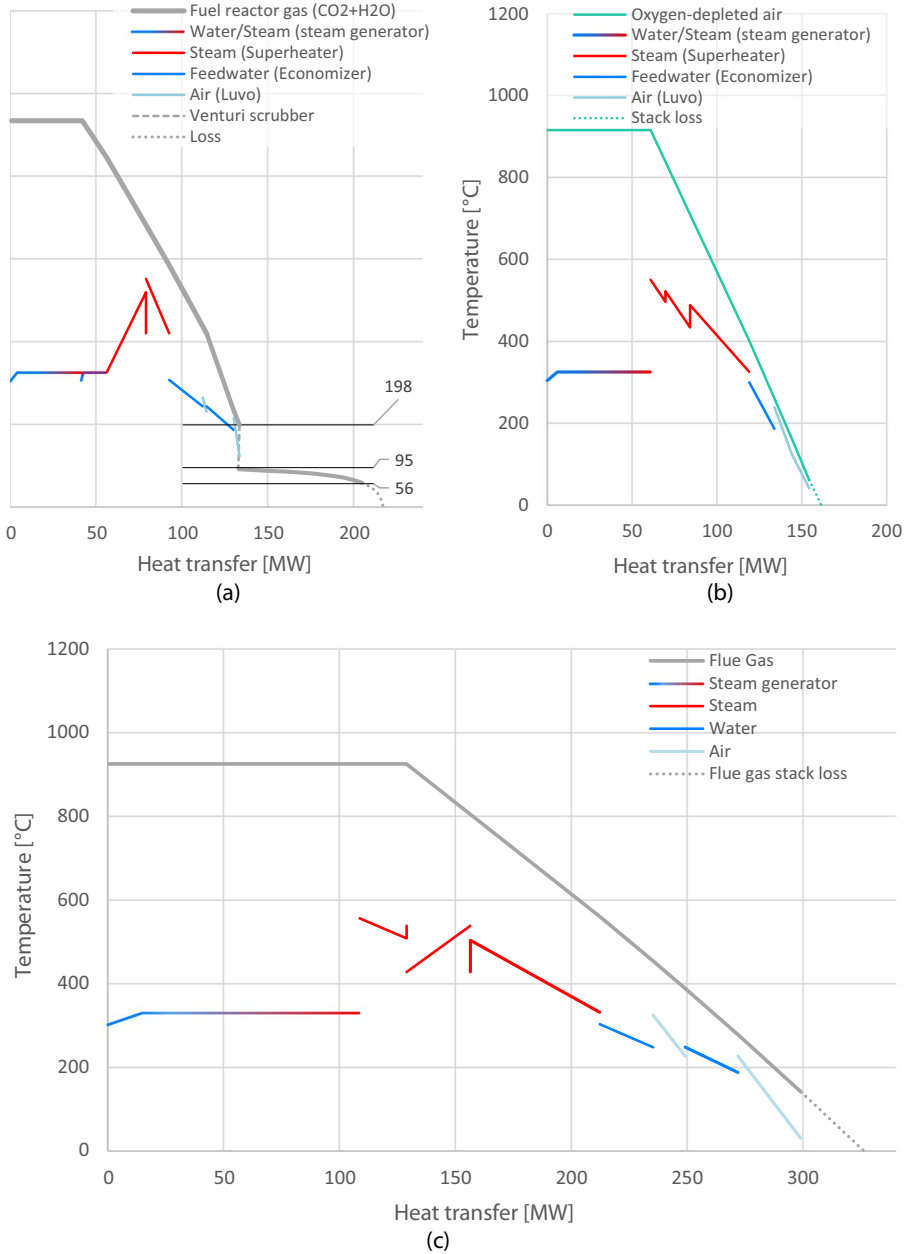 Fuel reactor gas (CO2+H2O)
Water/Steam (steam generator)
Steam (Superheater)
Feedwater (Economizer)
Air (Luvo)
Venturi scrubber
Loss
198
95
56
0
50
100
150
200
Heat transfer [MW]
(a)
1200
1000
800
600
400
200
0
Temperature [°C]
Oxygen-depleted air
Water/Steam (steam generator)
Steam (Superheater)
Feedwater (Economizer)
Air (Luvo)
Stack loss
0
50
100
150
200
Heat transfer [MW]
(b)
1200
1000
800
600
400
200
0
Temperature [°C]
Flue Gas
Steam generator
Steam
Water
Air
Flue gas stack loss
0
50
100
150
200
250
300
Heat transfer [MW]
(c)